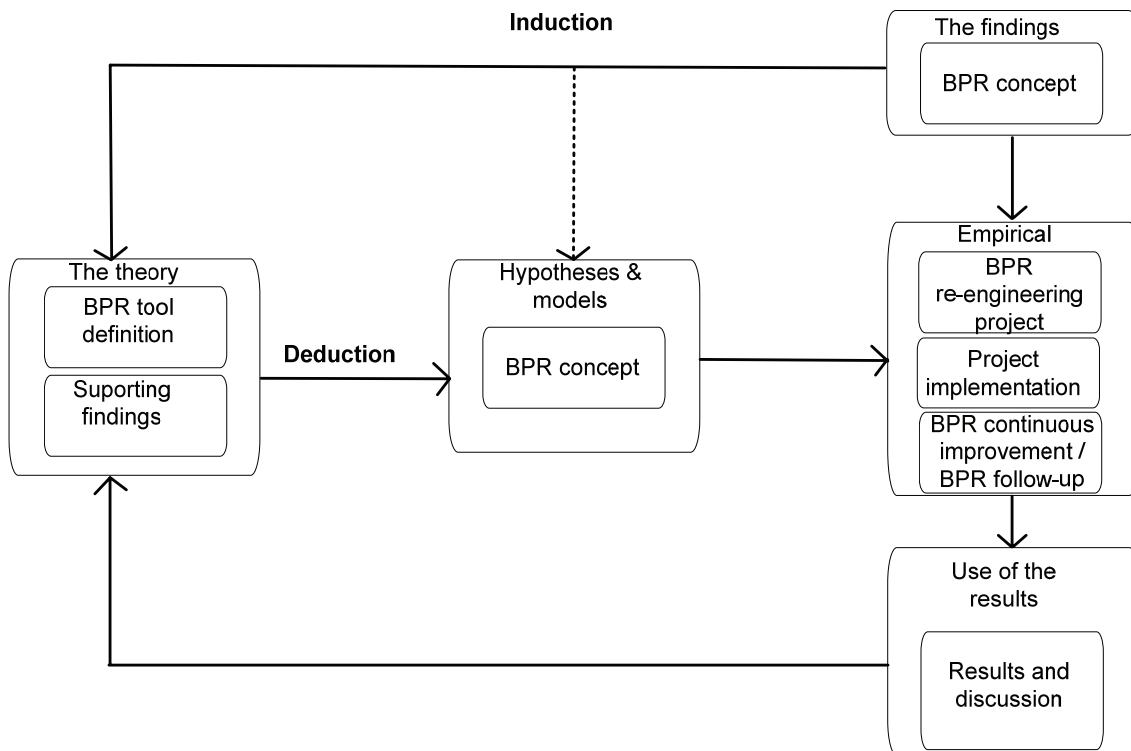 Induction
The findings
BPR concept
The theory
BPR tool
definition
Suporting
findings
Deduction
Hypotheses &
models
BPR concept
Empirical
BPR
re-engineering
project
Project
implementation
BPR continuous
improvement /
BPR follow-up
Use of the
results
Results and
discussion